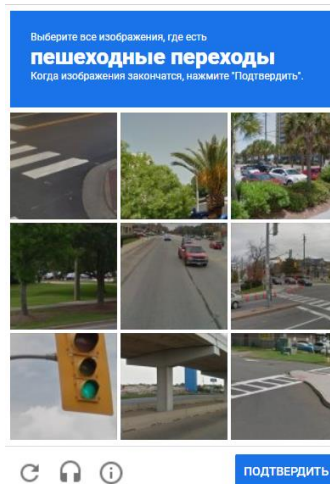 Выберите все изображения, где есть
пешеходные переходы
Когда изображения закончатся, нажмите "Подтвердить".
ПОДТВЕРДИТЬ